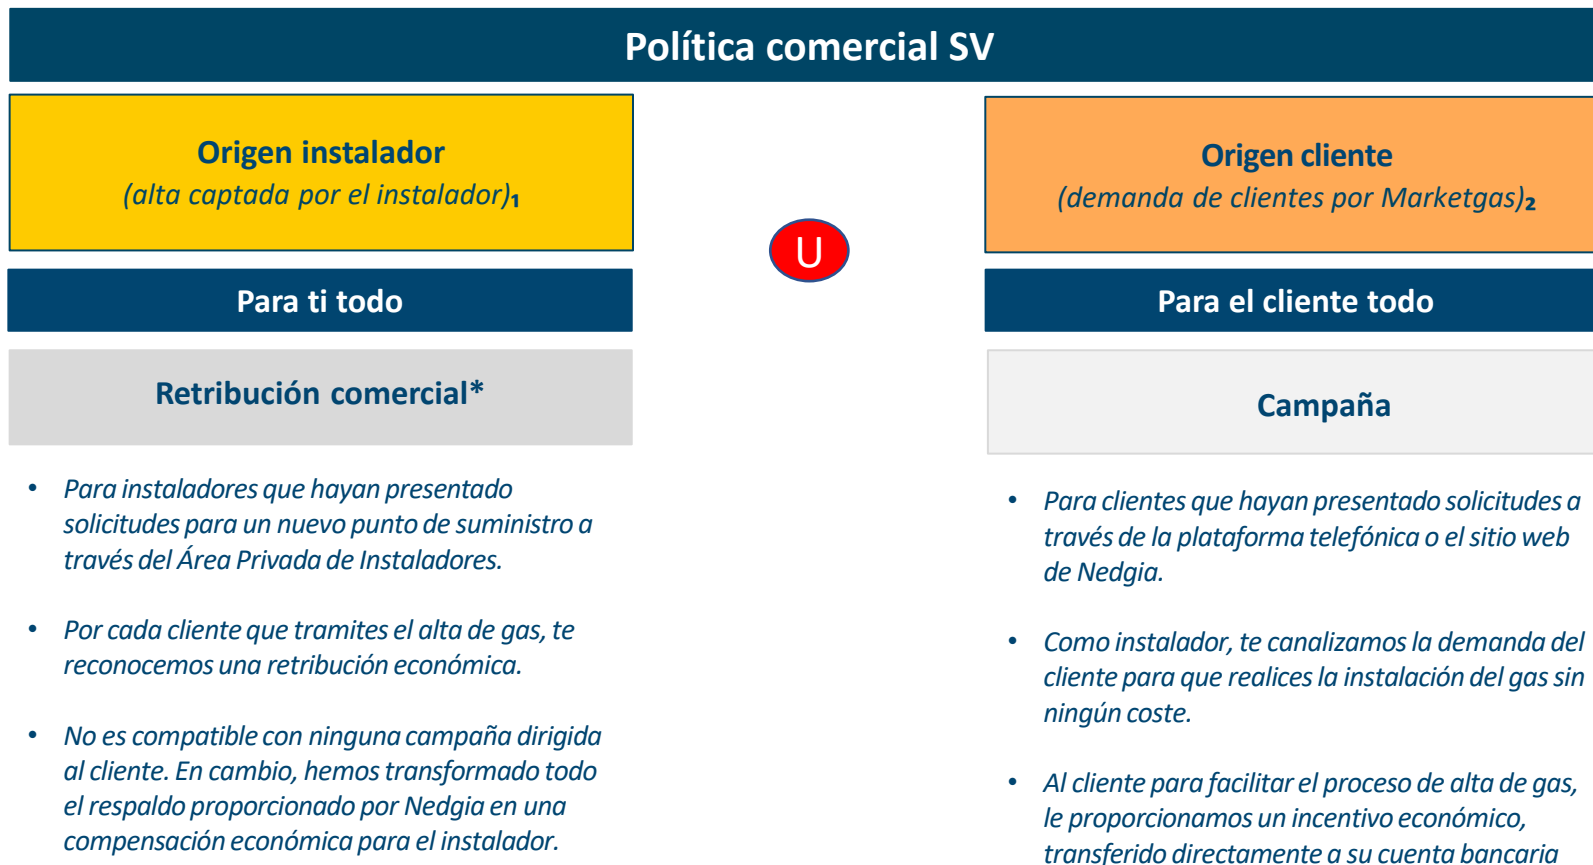 Política comercial SV
Origen instalador
(alta captada por el instalador)₁
Para ti todo
Retribución comercial*
• Para instaladores que hayan presentado
solicitudes para un nuevo punto de suministro a
través del Área Privada de Instaladores.
• Por cada cliente que tramites el alta de gas, te
reconocemos una retribución económica.
• No es compatible con ninguna campaña dirigida
al cliente. En cambio, hemos transformado todo
el respaldo proporcionado por Nedgia en una
compensación económica para el instalador.
U
Origen cliente
(demanda de clientes por Marketgas)₂
Para el cliente todo
Campaña
• Para clientes que hayan presentado solicitudes a
través de la plataforma telefónica o el sitio web
de Nedgia.
• Como instalador, te canalizamos la demanda del
cliente para que realices la instalación del gas sin
ningún coste.
• Al cliente para facilitar el proceso de alta de gas,
le proporcionamos un incentivo económico,
transferido directamente a su cuenta bancaria